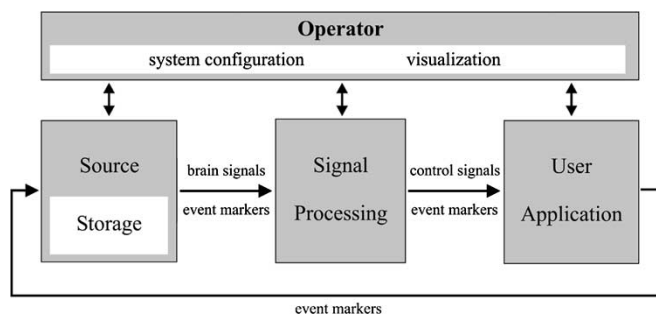 Operator
system configuration visualization
Source
Storage
brain signals
event markers
Signal
Processing
control signals
event markers
User
Application
event markers